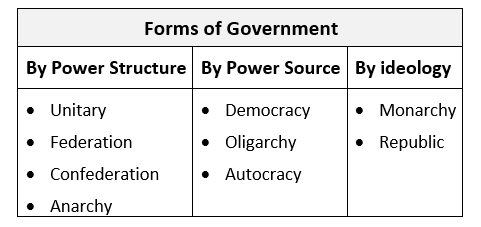 Forms of Government
By Power Structure
By Power Source
By ideology
• Unitary
• Federation
• Confederation
• Anarchy
• Democracy
• Oligarchy
• Autocracy
• Monarchy
• Republic